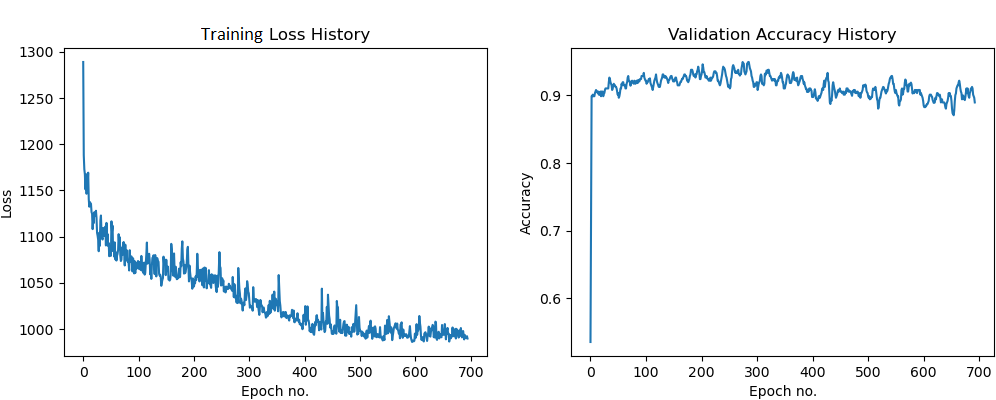 Training Loss History
1300
1250
1200
1150
1100
1050
1000
Loss
0 100 200 300 400 500 600 700
Epoch no.
Validation Accuracy History
0.9
0.8
0.7
0.6
Accuracy
0 100 200 300 400 500 600 700
Epoch no.